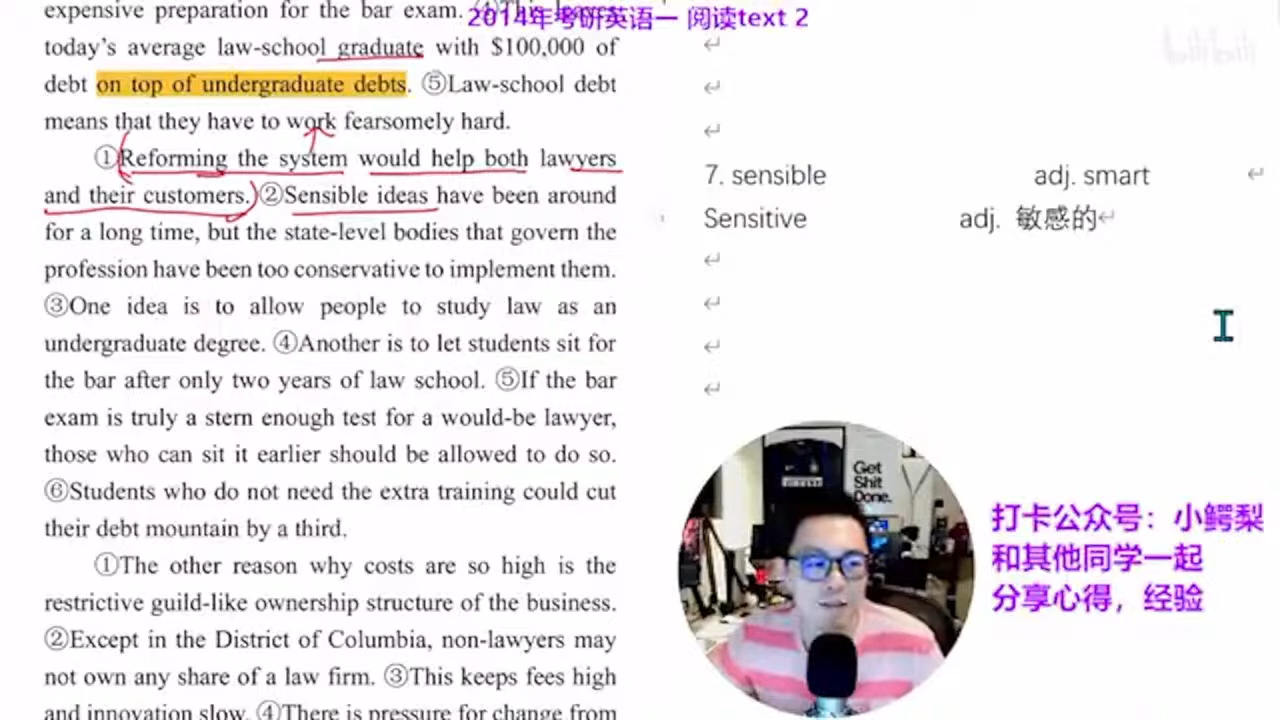 expensive preparation for the bar exam.
2014年考研英语一 阅读text 2
today's average law-school graduate with $100,000 of
debt on top of undergraduate debts. ⑤Law-school debt
means that they have to work fearsomely hard.
①Reforming the system would help both lawyers
and their customers. ②Sensible ideas have been around
for a long time, but the state-level bodies that govern the
profession have been too conservative to implement them.
③One idea is to allow people to study law as an
undergraduate degree. ④Another is to let students sit for
the bar after only two years of law school. ⑤If the bar
exam is truly a stern enough test for a would-be lawyer,
those who can sit it earlier should be allowed to do so.
⑥Students who do not need the extra training could cut
their debt mountain by a third.
①The other reason why costs are so high is the
restrictive guild-like ownership structure of the business.
②Except in the District of Columbia, non-lawyers may
not own any share of a law firm. ③This keeps fees high
and innovation slow. ④There is pressure for change from
bilibili
7. sensible adj. smart
Sensitive adj. 敏感的
Get
Shit
Done.
打卡公众号：小鳄梨
和其他同学一起
分享心得，经验